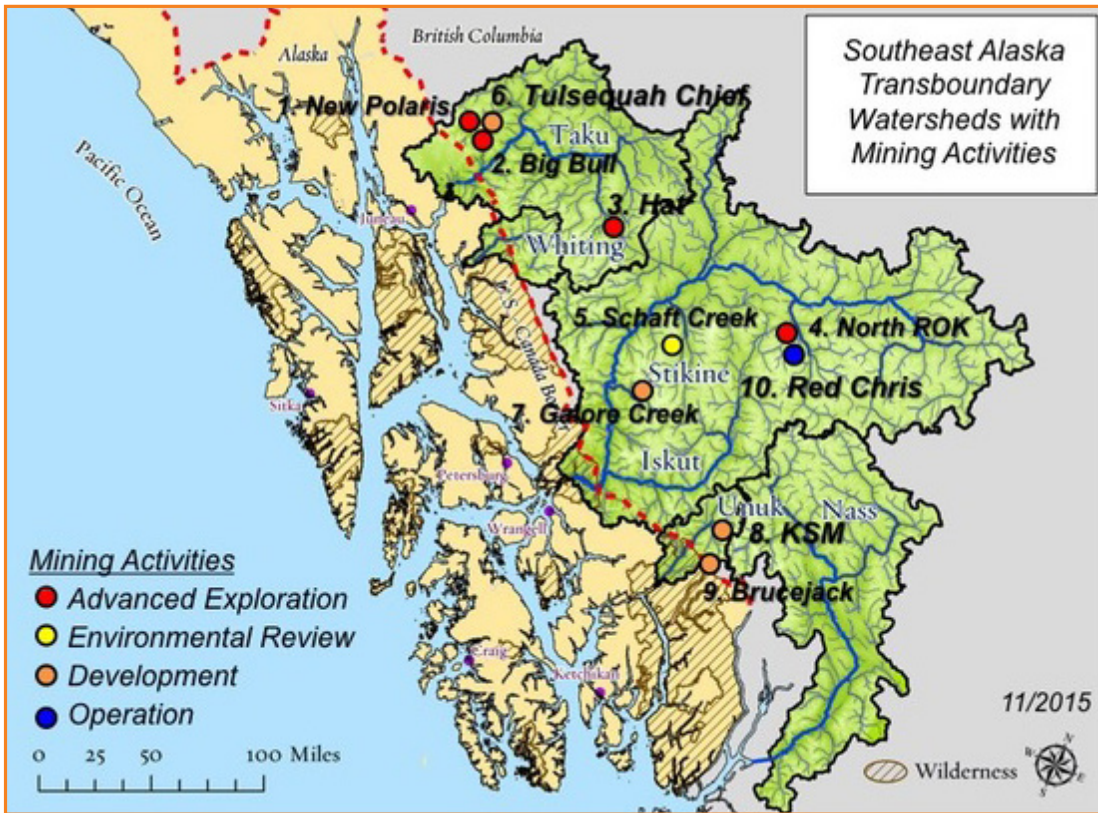 Southeast Alaska
Transboundary
Watersheds with
Mining Activities
British Columbia
Alaska
1. New Polaris
6. Tulsequah Chief
Taku
2. Big Bull
Pacific Ocean
Juneau
3. Hat
Whiting
5. Schaft Creek
4. North ROK
Stikine
10. Red Chris
Sitka
7. Galore Creek
Iskut
Petersburg
Wrangell
Unuk
Nass
8. KSM
9. Brucejack
Craig
Ketchikan
Mining Activities
Advanced Exploration
Environmental Review
Development
Operation
0 25 50 100 Miles
11/2015
Wilderness
N
W
E
S